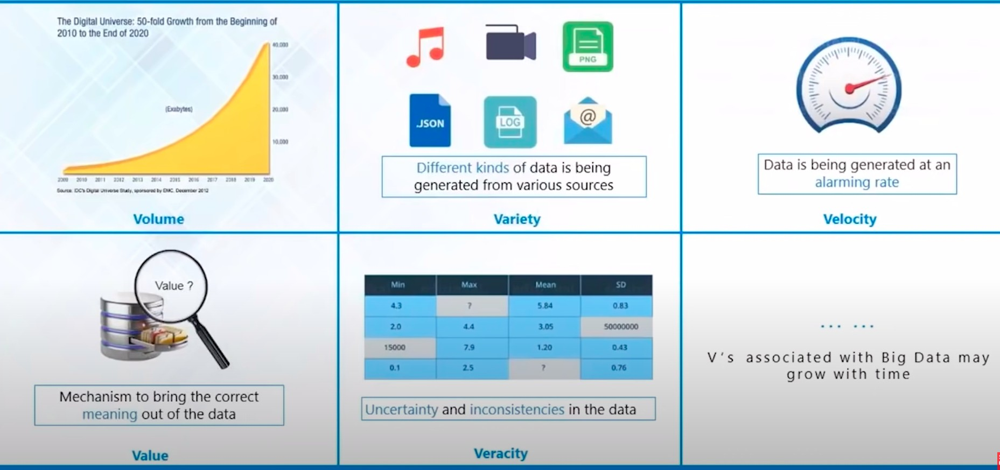 The Digital Universe: 50-fold Growth from the Beginning of
2010 to the End of 2020
40,000
30,000
(Exabytes)
20,000
10,000
2009 2010 2011 2012 2013 2014 2015 2016 2017 2018 2019 2020
Source: IDC's Digital Universe Study, sponsored by EMC, December 2012
Volume
PNG
.JSON
LOG
@
Different kinds of data is being
generated from various sources
Variety
Data is being generated at an
alarming rate
Velocity
Value ?
Mechanism to bring the correct
meaning out of the data
Value
Min Max Mean SD
4.3 ? 5.84 0.83
2.0 4.4 3.05 50000000
15000 7.9 1.20 0.43
0.1 2.5 ? 0.76
Uncertainty and inconsistencies in the data
Veracity
... ...
V's associated with Big Data may
grow with time